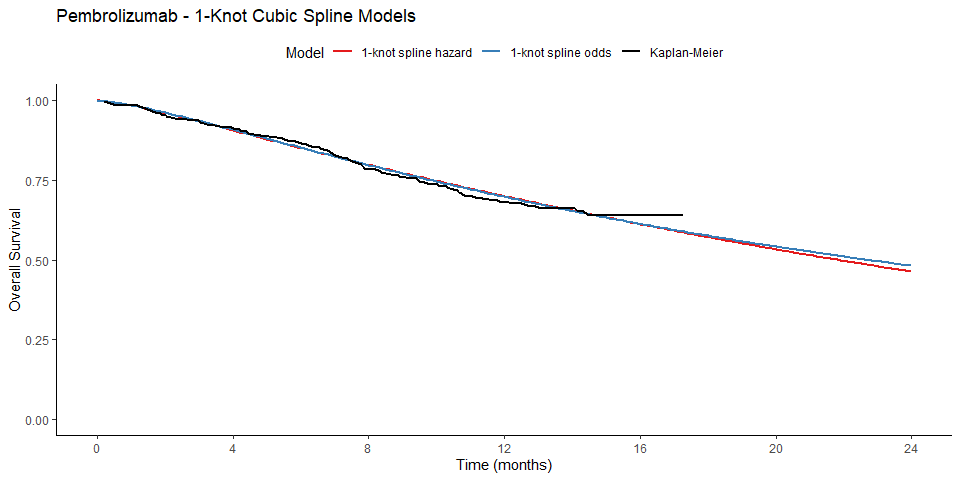 Pembrolizumab - 1-Knot Cubic Spline Models
Model 1-knot spline hazard 1-knot spline odds Kaplan-Meier
Overall Survival
1.00
0.75
0.50
0.25
0.00
0 4 8 12 16 20 24
Time (months)